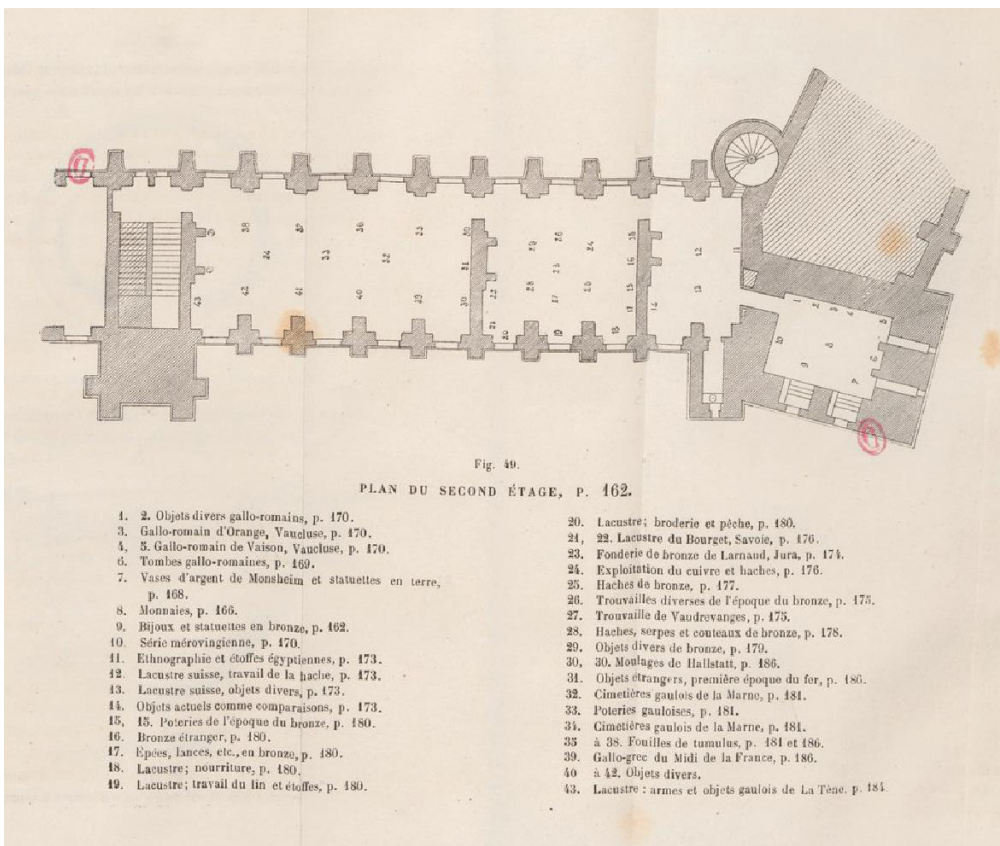 Fig. 49.
PLAN DU SECOND ÉTAGE, P. 162.
1. 2. Objets divers gallo-romains, p. 170.
3. Gallo-romain d'Orange, Vaucluse, p. 170.
4, 5. Gallo-romain de Vaison, Vaucluse, p. 170.
6. Tombes gallo-romaines, p. 169.
7. Vases d'argent de Monsheim et statuettes en terre,
p. 168.
8. Monnaies, p. 166.
9. Bijoux et statuettes en bronze, p. 162.
10. Série mérovingienne, p. 170.
11. Ethnographie et étoffes égyptiennes, p. 173.
12. Lacustre suisse, travail de la hache, p. 173.
13. Lacustre suisse, objets divers, p. 173.
14. Objets actuels comme comparaisons, p. 173.
15, 15. Poteries de l'époque du bronze, p. 180.
16. Bronze étranger, p. 180.
17. Epées, lances, etc., en bronze, p. 180.
18. Lacustre; nourriture, p. 180.
19. Lacustre; travail du lin et étoffes, p. 180.
20. Lacustre; broderie et pêche, p. 180.
21, 22. Lacustre du Bourget, Savoie, p. 176.
23. Fonderie de bronze de Larnaud, Jura, p. 174.
24. Exploitation du cuivre et haches, p. 176.
25. Haches de bronze, p. 177.
26. Trouvailles diverses de l'époque du bronze, p. 175.
27. Trouvaille de Vaudrevanges, p. 175.
28. Haches, serpes et couteaux de bronze, p. 178.
29. Objets divers de bronze, p. 179.
30, 30. Moulages de Hallstatt, p. 186.
31. Objets étrangers, première époque du fer, p. 186.
32. Cimetières gaulois de la Marne, p. 181.
33. Poteries gauloises, p. 181.
34. Cimetières gaulois de la Marne, p. 181.
35 à 38. Fouilles de tumulus, p. 181 et 186.
39. Gallo-grec du Midi de la France, p. 186.
40 à 42. Objets divers.
43. Lacustre : armes et objets gaulois de La Tène. p. 184